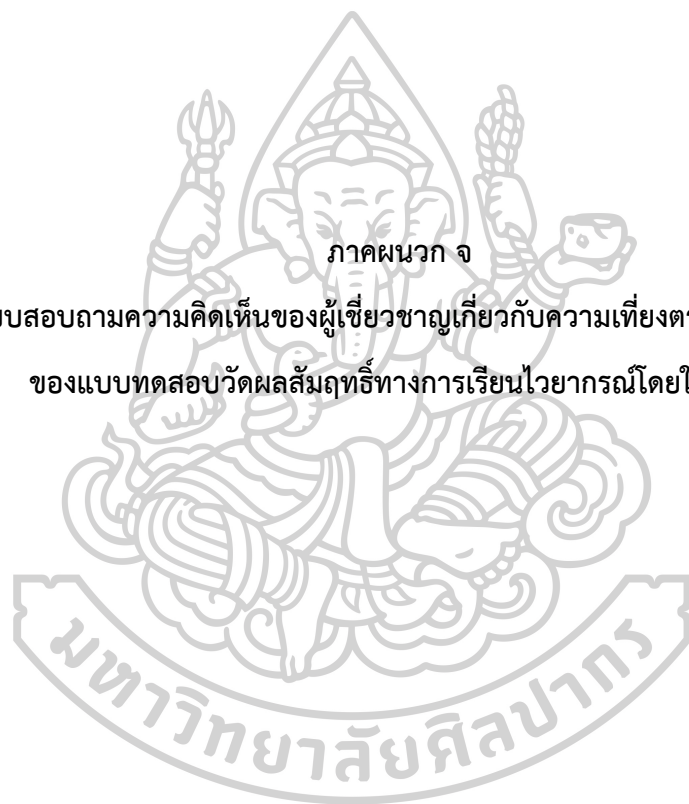 ภาคผนวก จ
บสอบถามความคิดเห็นของผู้เชี่ยวชาญเกี่ยวกับความเที่ยงตร
ของแบบทดสอบวัดผลสัมฤทธิ์ทางการเรียนไวยากรณ์โดยใ
มหาวิทยาลัยศิลปากร